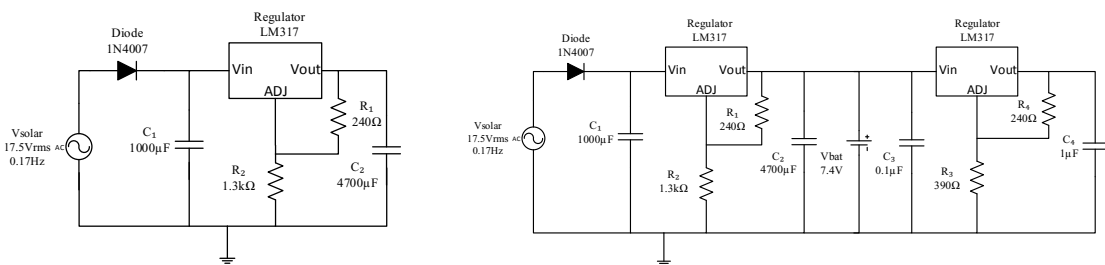 Regulator
LM317
Diode
1N4007
Vin
Vout
ADJ
R₁
240Ω
Vsolar
17.5Vrms
AC
0.17Hz
C₁
1000µF
R₂
1.3kΩ
C₂
4700µF
Regulator
LM317
Diode
1N4007
Vin
Vout
ADJ
R₁
240Ω
Vsolar
17.5Vrms
AC
0.17Hz
C₁
1000µF
R₂
1.3kΩ
C₂
4700µF
+
-
Vbat
7.4V
C₃
0.1µF
Regulator
LM317
Vin
Vout
ADJ
R₄
240Ω
R₃
390Ω
C₄
1µF